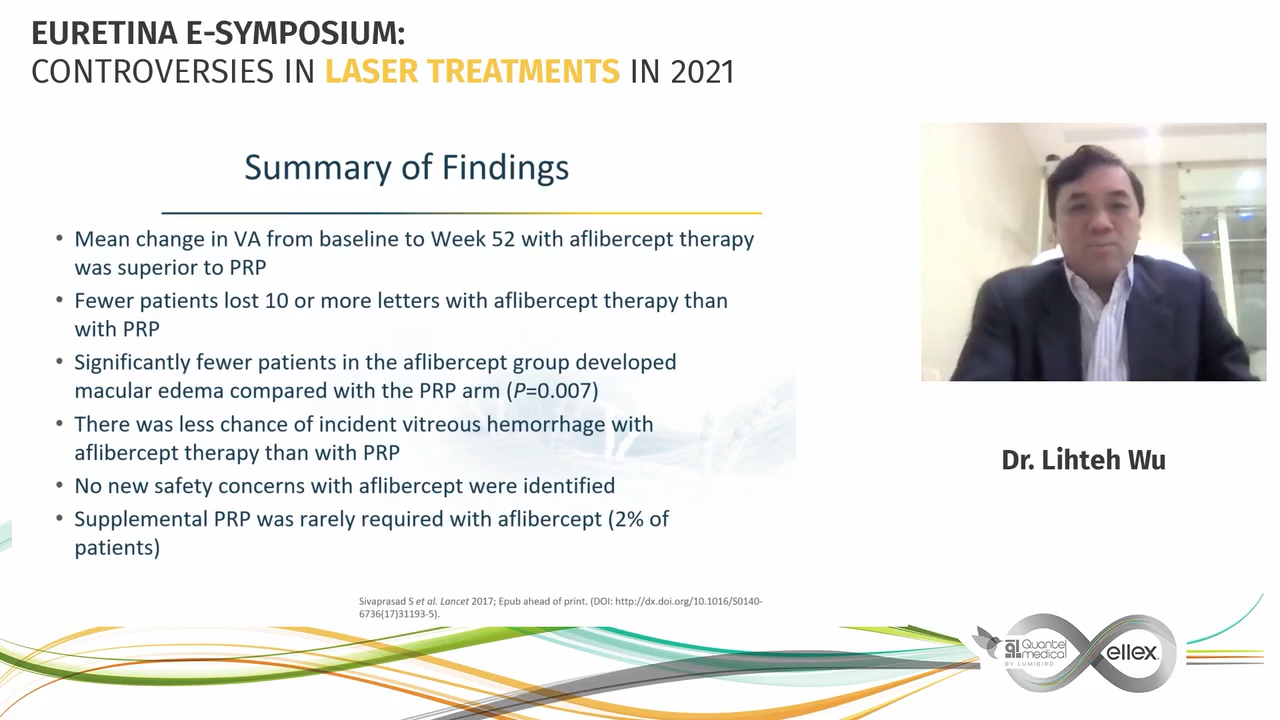 EURETINA E-SYMPOSIUM:
CONTROVERSIES IN LASER TREATMENTS IN 2021
Summary of Findings
• Mean change in VA from baseline to Week 52 with aflibercept therapy
was superior to PRP
• Fewer patients lost 10 or more letters with aflibercept therapy than
with PRP
• Significantly fewer patients in the aflibercept group developed
macular edema compared with the PRP arm (P=0.007)
• There was less chance of incident vitreous hemorrhage with
aflibercept therapy than with PRP
• No new safety concerns with aflibercept were identified
• Supplemental PRP was rarely required with aflibercept (2% of
patients)
Sivaprasad S et al. Lancet 2017; Epub ahead of print. (DOI: http://dx.doi.org/10.1016/S0140-
6736(17)31193-5).
Dr. Lihteh Wu
Quantel
medical
BY LUMIBIRD
ellex